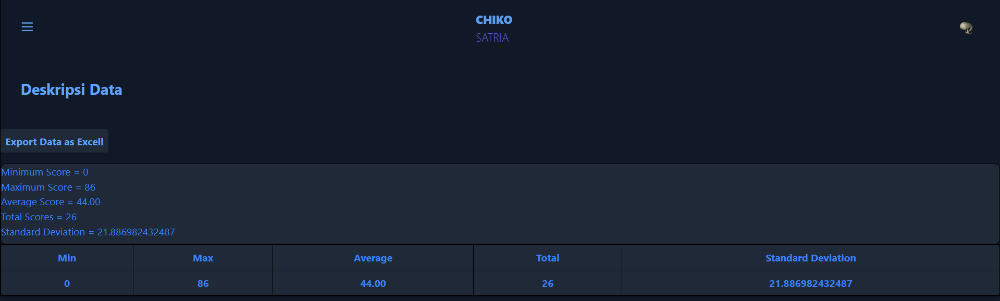 CHIKO
SATRIA
Deskripsi Data
Export Data as Excell
Minimum Score = 0
Maximum Score = 86
Average Score = 44.00
Total Scores = 26
Standard Deviation = 21.886982432487
Min Max Average Total Standard Deviation
0 86 44.00 26 21.886982432487